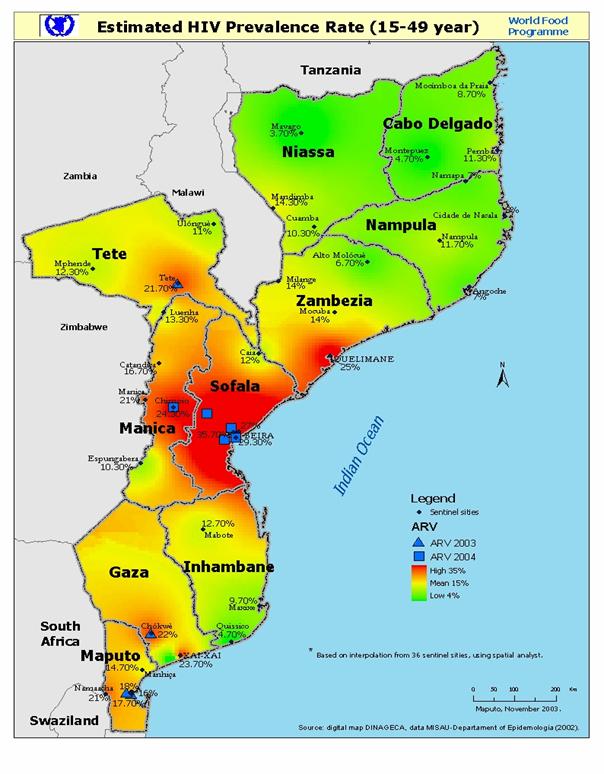 Estimated HIV Prevalence Rate (15-49 year)
World Food
Programme
Tanzania
Mocimboa da Praia
8.70%
Cabo Delgado
Mavago
3.70%
Niassa
Montepuez
4.70%
Pemba
11.30%
Namapa 7%
Zambia
Malawi
Mandimba
14.30%
Cuamba
10.30%
Nampula
Cidade de Nacala
Nampula
11.70%
Angoche
7%
Ulónguè
11%
Tete
Mphende
12.30%
Tete
21.70%
Alto Molócuè
6.70%
Milange
14%
Zambezia
Mocuba
14%
Luenha
13.30%
Zimbabwe
Caia
12%
QUELIMANE
25%
Catandica
16.70%
Sofala
Manica
21%
Chimoio
24.30%
Manica
27%
35.70%
BEIRA
29.30%
Espungabera
10.30%
N
Indian Ocean
Legend
Sentinel sities
ARV
ARV 2003
ARV 2004
High 35%
Mean 15%
Low 4%
12.70%
Mabote
Gaza
Inhambane
9.70%
Maxixe
Chókwè
22%
Quissico
4.70%
South
Africa
XAI-XAI
23.70%
Maputo
14.70%
Manhiça
Namaacha
21%
18%
16%
17.70%
Swaziland
* Based on interpolation from 36 sentinel sities, using spatial analyst.
50 0 50 100 200 Km
Maputo, November 2003.
Source: digital map DINAGECA, data MISAU-Departament of Epidemologia (2002).